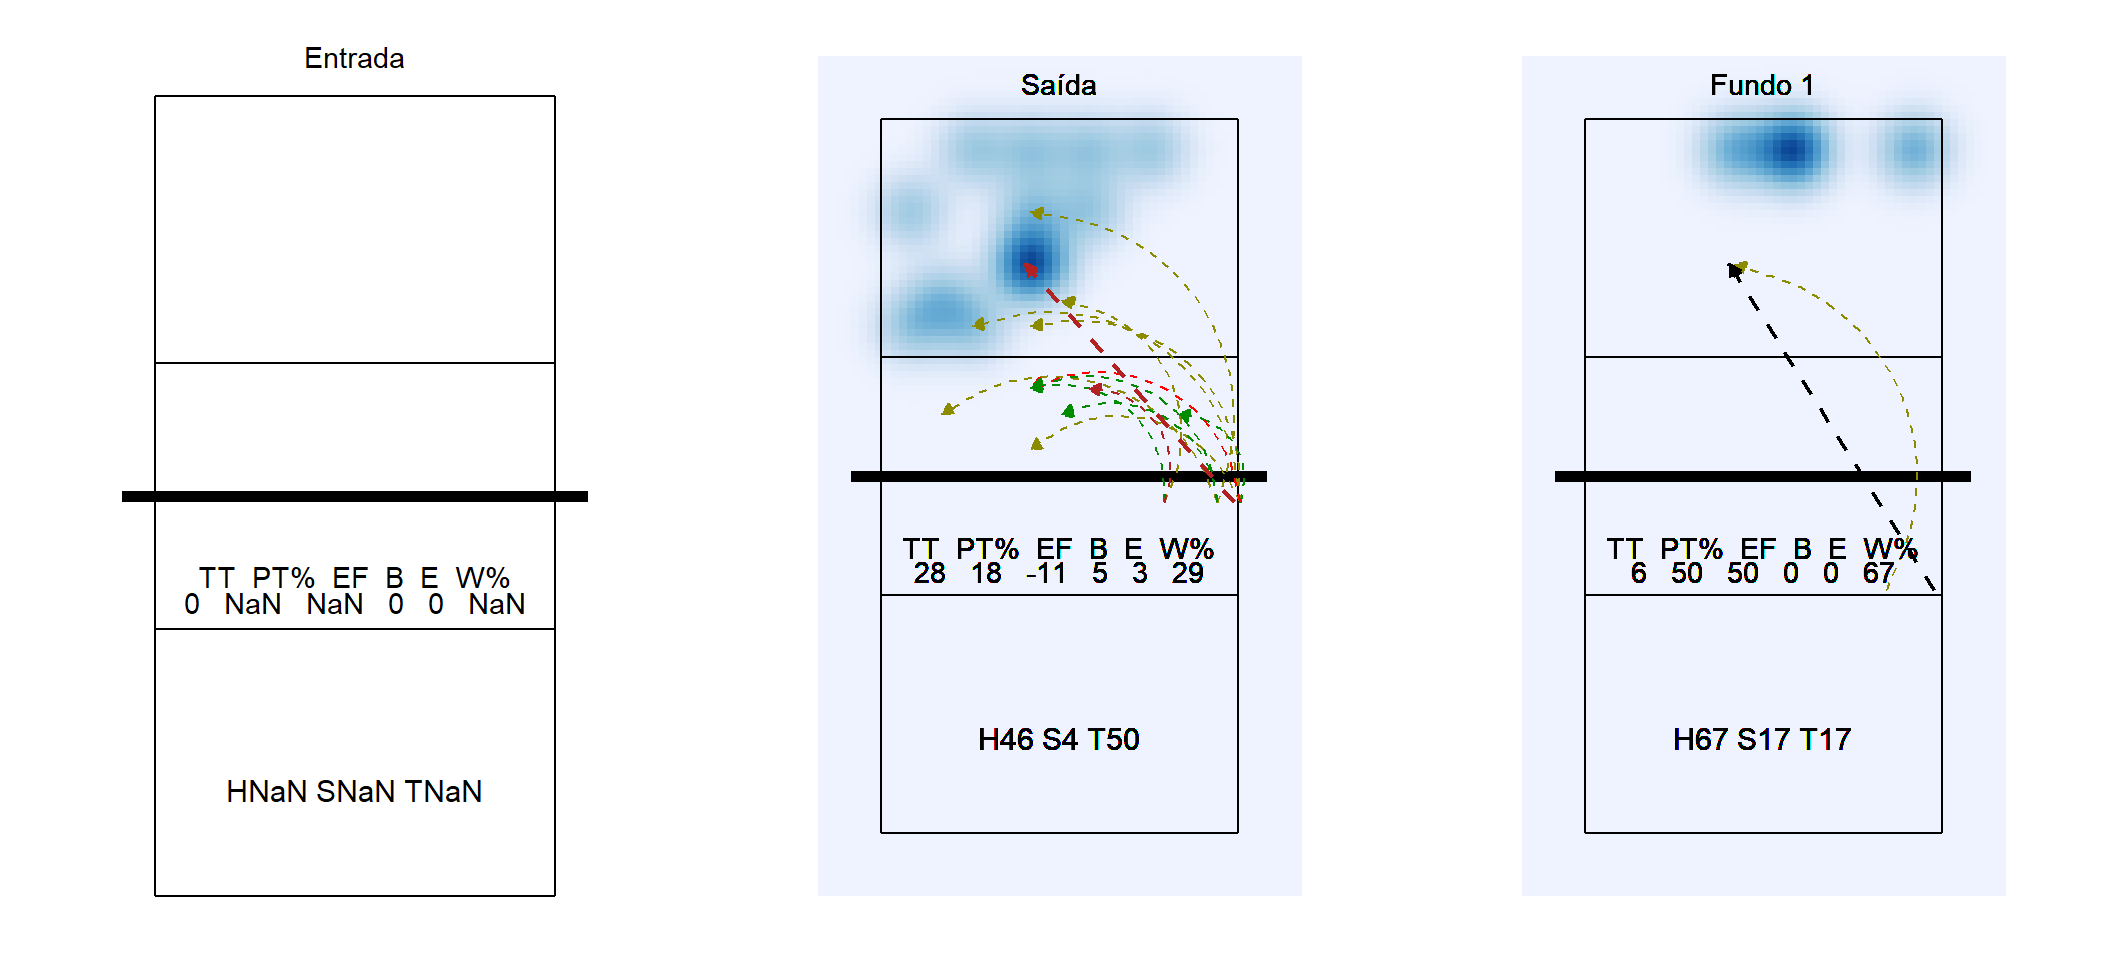 Entrada
TT PT% EF B E W%
0 NaN NaN 0 0 NaN
HNaN SNaN TNaN
Saída
TT PT% EF B E W%
28 18 -11 5 3 29
H46 S4 T50
Fundo 1
TT PT% EF B E W%
6 50 50 0 0 67
H67 S17 T17